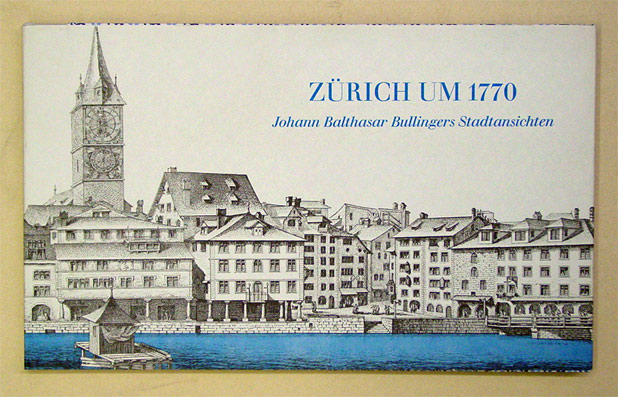 ZÜRICH UM 1770
Johann Balthasar Bullingers Stadtansichten